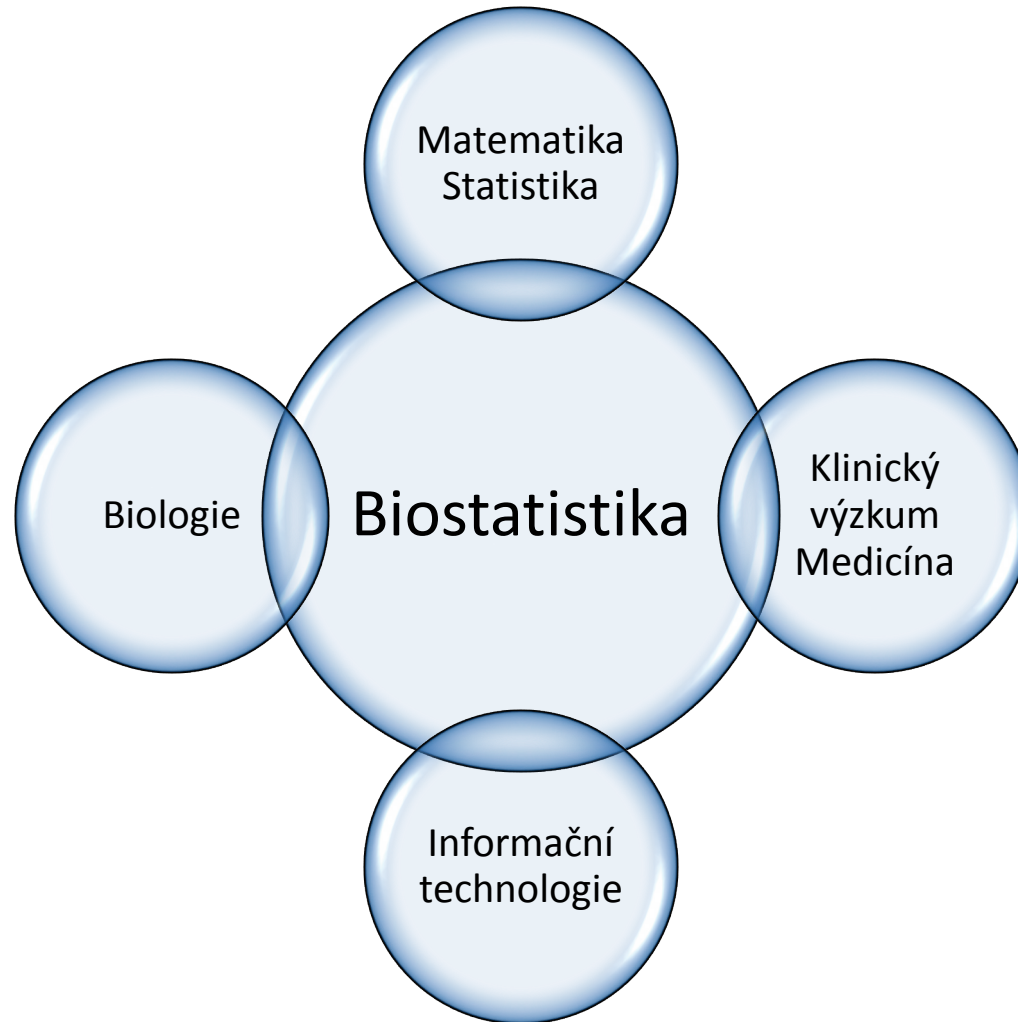 Matematika
Statistika
Biologie
Biostatistika
Klinický
výzkum
Medicína
Informační
technologie